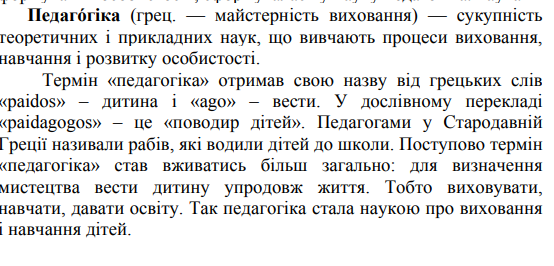 Педаго́гіка (грец. — майстерність виховання) — сукупність
теоретичних і прикладних наук, що вивчають процеси виховання,
навчання і розвитку особистості.
Термін «педагогіка» отримав свою назву від грецьких слів
«paidos» – дитина і «ago» – вести. У дослівному перекладі
«paidagogos» – це «поводир дітей». Педагогами у Стародавній
Греції називали рабів, які водили дітей до школи. Поступово термін
«педагогіка» став вживатись більш загально: для визначення
мистецтва вести дитину упродовж життя. Тобто виховувати,
навчати, давати освіту. Так педагогіка стала наукою про виховання
і навчання дітей.